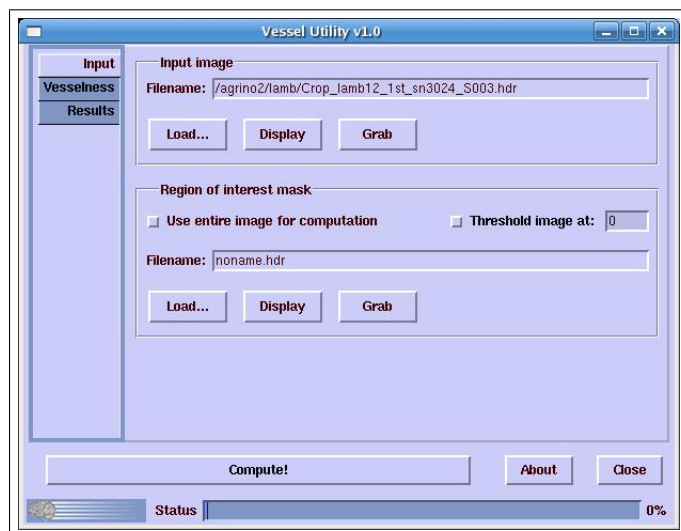 Vessel Utility v1.0
Input
Vesselness
Results
Input image
Filename: /agrino2/lamb/Crop_lamb12_1st_sn3024_S003.hdr
Load... Display Grab
Region of interest mask
Use entire image for computation Threshold image at: 0
Filename: noname.hdr
Load... Display Grab
Compute! About Close
Status 0%